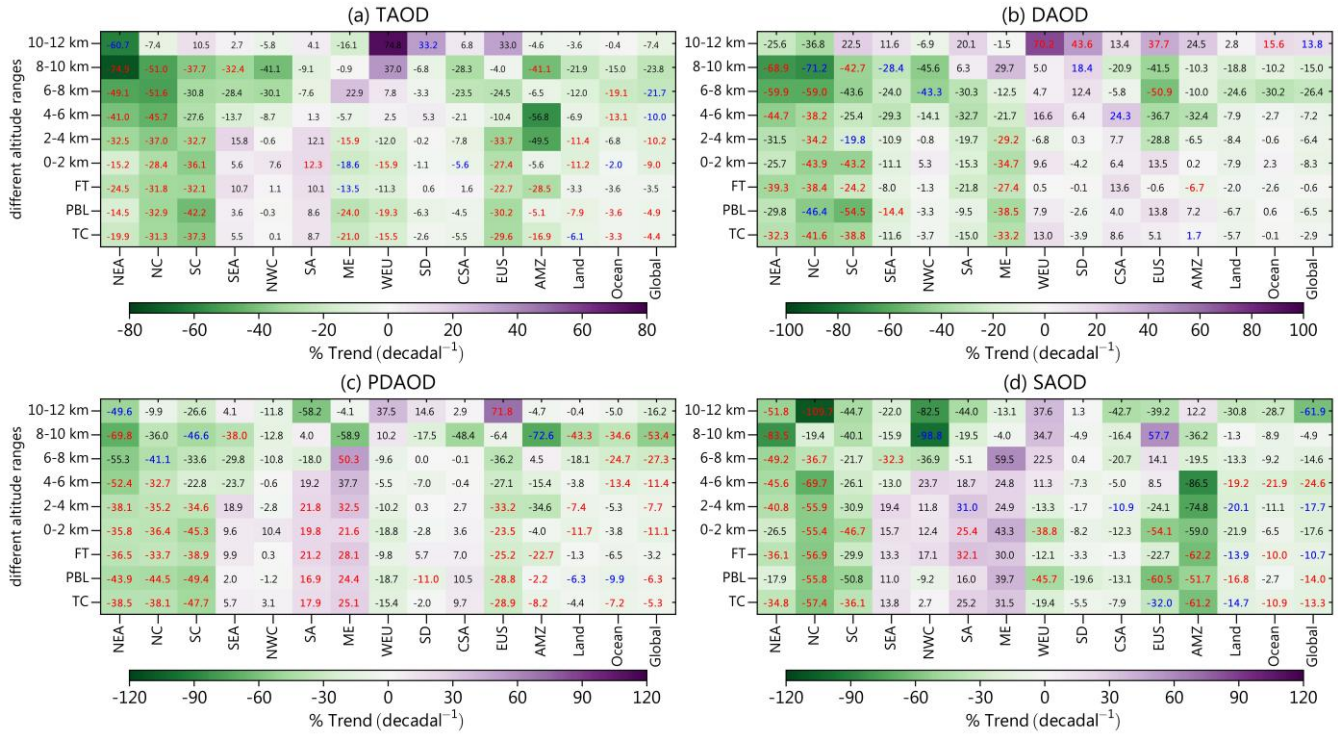 (a) TAOD
different altitude ranges
10-12 km -60.7 -7.4 10.5 2.7 -5.8 4.1 -16.1 74.8 33.2 6.8 33.0 -4.6 -3.6 -0.4 -7.4
8-10 km -51.0 -37.7 -32.4 -41.1 -9.1 -0.9 37.0 -6.8 -28.3 -4.0 -41.1 -21.9 -15.0 -23.8
6-8 km -49.1 -51.6 -30.8 -28.4 -30.1 -7.6 22.9 7.8 -3.3 -23.5 -24.5 -6.5 -12.0 -19.1 -21.7
4-6 km -41.0 -45.7 -27.6 -13.7 -8.7 1.3 -5.7 2.5 5.3 -2.1 -10.4 -56.8 -6.9 -13.1 -10.0
2-4 km -32.5 -37.0 -32.7 15.8 -0.6 12.1 -15.9 -12.0 -0.2 -7.8 -33.7 -49.5 -11.4 -4.8 -10.2
0-2 km -15.2 -28.4 -36.1 5.6 7.6 12.3 -18.6 -15.9 -1.1 -5.6 -27.4 -5.6 -11.2 -2.0 -9.0
FT -24.5 -31.8 -32.1 10.7 1.1 10.1 -13.5 -11.3 0.6 1.6 -22.7 -28.5 -3.3 -3.6 -3.5
PBL -14.5 -32.9 -42.2 3.6 -0.3 8.6 -24.0 -19.3 -6.3 -4.5 -30.2 -5.1 -7.9 -3.6 -4.9
TC -19.9 -31.3 -37.3 5.5 0.1 8.7 -21.0 -15.5 -2.6 -5.5 -29.6 -16.9 -6.1 -3.3 -4.4
NEA NC SC SEA NWC SA ME WEU SD CSA EUS AMZ Land Ocean Global
-80 -60 -40 -20 0 20 40 60 80
% Trend (decadal⁻¹)
(b) DAOD
10-12 km -25.6 -36.8 22.5 11.6 -6.9 20.1 -1.5 70.2 43.6 13.4 37.7 24.5 2.8 15.6 13.8
8-10 km -68.9 -71.2 -42.7 -28.4 -45.6 6.3 29.7 5.0 18.4 -20.9 -41.5 -10.3 -18.8 -10.2 -15.0
6-8 km -59.9 -59.0 -43.6 -24.0 -43.3 -30.3 -12.5 4.7 12.4 -5.8 -50.9 -10.0 -24.6 -30.2 -26.4
4-6 km -44.7 -38.2 -25.4 -29.3 -14.1 -32.7 -21.7 16.6 6.4 24.3 -36.7 -32.4 -7.9 -2.7 -7.2
2-4 km -31.5 -34.2 -19.8 -10.9 -0.8 -19.7 -29.2 -6.8 0.3 7.7 -28.8 -6.5 -8.4 -0.6 -6.4
0-2 km -25.7 -43.9 -43.2 -11.1 5.3 -15.3 -34.7 9.6 -4.2 6.4 13.5 0.2 -7.9 2.3 -8.3
FT -39.3 -38.4 -24.2 -8.0 -1.3 -21.8 -27.4 0.5 -0.1 13.6 -0.6 -6.7 -2.0 -2.6 -0.6
PBL -29.8 -46.4 -54.5 -14.4 -3.3 -9.5 -38.5 7.9 -2.6 4.0 13.8 7.2 -6.7 0.6 -6.5
TC -32.3 -41.6 -38.8 -11.6 -3.7 -15.0 -33.2 13.0 -3.9 8.6 5.1 1.7 -5.7 -0.1 -2.9
NEA NC SC SEA NWC SA ME WEU SD CSA EUS AMZ Land Ocean Global
-100 -80 -60 -40 -20 0 20 40 60 80 100
% Trend (decadal⁻¹)
(c) PDAOD
different altitude ranges
10-12 km -49.6 -9.9 -26.6 4.1 -11.8 -58.2 -4.1 37.5 14.6 2.9 71.8 -4.7 -0.4 -5.0 -16.2
8-10 km -69.8 -36.0 -46.6 -38.0 -12.8 4.0 -58.9 10.2 -17.5 -48.4 -6.4 -72.6 -43.3 -34.6 -53.4
6-8 km -55.3 -41.1 -33.6 -29.8 -10.8 -18.0 50.3 -9.6 0.0 -0.1 -36.2 4.5 -18.1 -24.7 -27.3
4-6 km -52.4 -32.7 -22.8 -23.7 -0.6 19.2 37.7 -5.5 -7.0 -0.4 -27.1 -15.4 -3.8 -13.4 -11.4
2-4 km -38.1 -35.2 -34.6 18.9 -2.8 21.8 32.5 -10.2 0.3 -2.7 -33.2 -34.6 -7.4 -5.3 -7.7
0-2 km -35.8 -36.4 -45.3 -9.9 10.4 19.8 21.6 -18.8 -2.8 3.6 -23.5 -4.0 -11.7 -0.8 -11.1
FT -36.5 -33.7 -38.9 9.9 0.3 21.2 28.1 -9.8 5.7 7.0 -25.2 -22.7 -1.3 -6.5 -3.2
PBL -43.9 -44.5 -49.4 2.0 -1.2 16.9 24.4 -18.7 -11.0 10.5 -28.8 -2.2 -6.3 -9.9 -6.3
TC -38.5 -38.1 -47.7 5.7 3.1 17.9 25.1 -15.4 -2.0 9.7 -28.9 -8.2 -4.4 -7.2 -5.3
NEA NC SC SEA NWC SA ME WEU SD CSA EUS AMZ Land Ocean Global
-120 -90 -60 -30 0 30 60 90 120
% Trend (decadal⁻¹)
(d) SAOD
10-12 km -51.8 -109.7 -44.7 -22.0 -82.5 -44.0 -13.1 37.6 1.3 -42.7 -39.2 12.2 -30.8 -28.7 -61.9
8-10 km -83.5 -19.4 -40.1 -15.9 -98.8 -19.5 -4.0 34.7 -4.9 -16.4 57.7 -36.2 -1.3 -8.9 -4.9
6-8 km -49.2 -36.7 -21.7 -32.3 -36.9 -5.1 59.5 22.5 0.4 -20.7 14.1 -19.5 -13.3 -9.2 -14.6
4-6 km -45.6 -69.7 -26.1 -13.0 23.7 18.7 24.8 11.3 -7.3 -5.0 8.5 -86.5 -19.2 -21.9 -24.6
2-4 km -40.8 -55.9 -30.9 19.4 11.8 31.0 24.9 -13.3 -1.7 -10.9 -24.1 -74.8 -20.1 -11.1 -17.7
0-2 km -26.5 -55.4 -46.7 15.7 12.4 25.4 43.3 -38.8 -8.2 -12.3 -54.1 -59.0 -21.9 -6.5 -17.6
FT -36.1 -56.9 -29.9 13.3 17.1 32.1 30.0 -12.1 -3.3 -1.3 -22.7 -62.2 -13.9 -10.0 -10.7
PBL -17.9 -55.8 -50.8 11.0 -9.2 16.0 39.7 -45.7 -19.6 -13.1 -60.5 -51.7 -16.8 -2.7 -14.0
TC -34.8 -57.4 -36.1 13.8 2.7 25.2 31.5 -19.4 -5.5 -7.9 -32.0 -61.2 -14.7 -10.9 -13.3
NEA NC SC SEA NWC SA ME WEU SD CSA EUS AMZ Land Ocean Global
-120 -90 -60 -30 0 30 60 90 120
% Trend (decadal⁻¹)